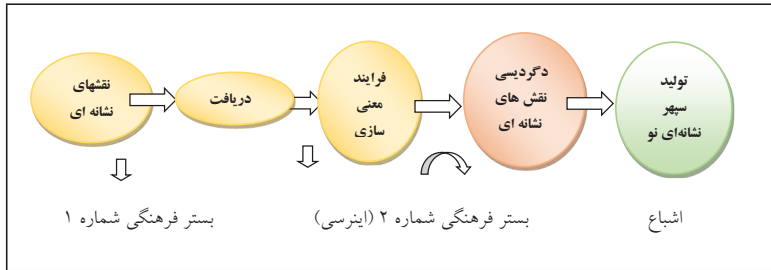 نقشهای
نشانه ای
دریافت
فرایند
معنی
سازی
دگردیسی
نقش های
نشانه ای
تولید
سپهر
نشانه‌ای نو
بستر فرهنگی شماره ۱
بستر فرهنگی شماره ۲ (اینرسی)
اشباع